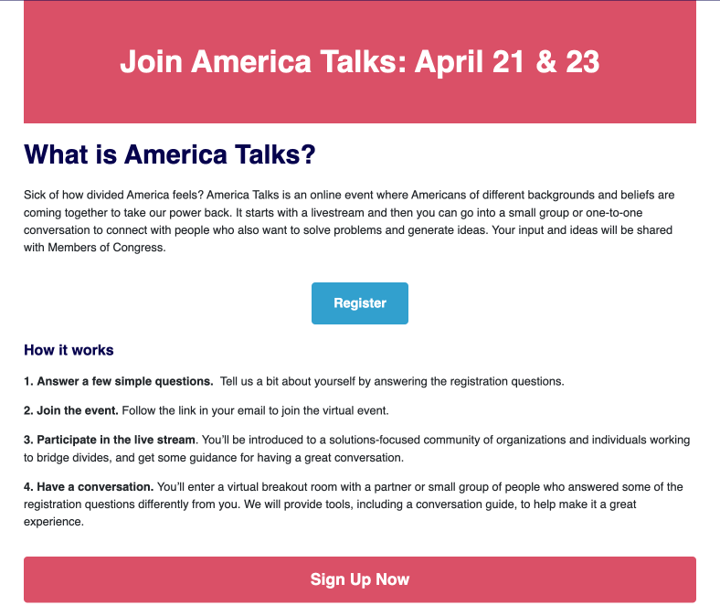 Join America Talks: April 21 & 23
What is America Talks?
Sick of how divided America feels? America Talks is an online event where Americans of different backgrounds and beliefs are
coming together to take our power back. It starts with a livestream and then you can go into a small group or one-to-one
conversation to connect with people who also want to solve problems and generate ideas. Your input and ideas will be shared
with Members of Congress.
Register
How it works
1. Answer a few simple questions. Tell us a bit about yourself by answering the registration questions.
2. Join the event. Follow the link in your email to join the virtual event.
3. Participate in the live stream. You'll be introduced to a solutions-focused community of organizations and individuals working
to bridge divides, and get some guidance for having a great conversation.
4. Have a conversation. You'll enter a virtual breakout room with a partner or small group of people who answered some of the
registration questions differently from you. We will provide tools, including a conversation guide, to help make it a great
experience.
Sign Up Now